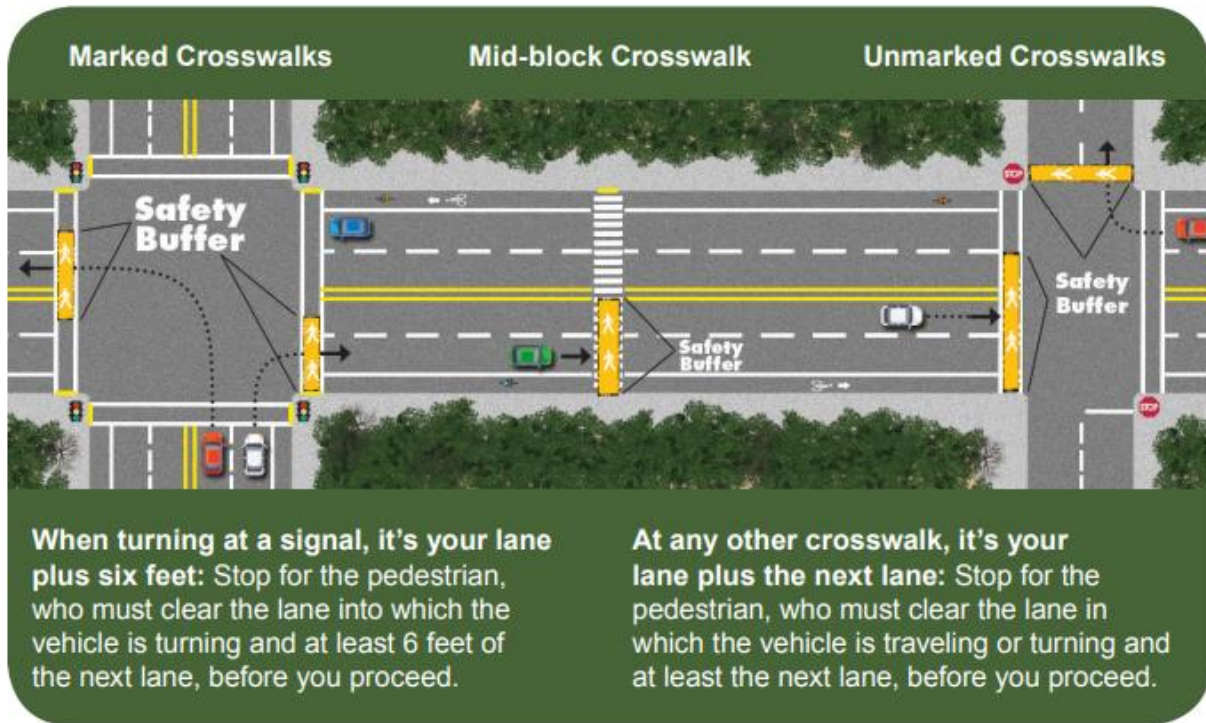 Marked Crosswalks
Mid-block Crosswalk
Unmarked Crosswalks
Safety
Buffer
STOP
Safety
Buffer
Safety
Buffer
STOP
STOP
When turning at a signal, it's your lane
plus six feet: Stop for the pedestrian,
who must clear the lane into which the
vehicle is turning and at least 6 feet of
the next lane, before you proceed.
At any other crosswalk, it's your
lane plus the next lane: Stop for the
pedestrian, who must clear the lane in
which the vehicle is traveling or turning and
at least the next lane, before you proceed.